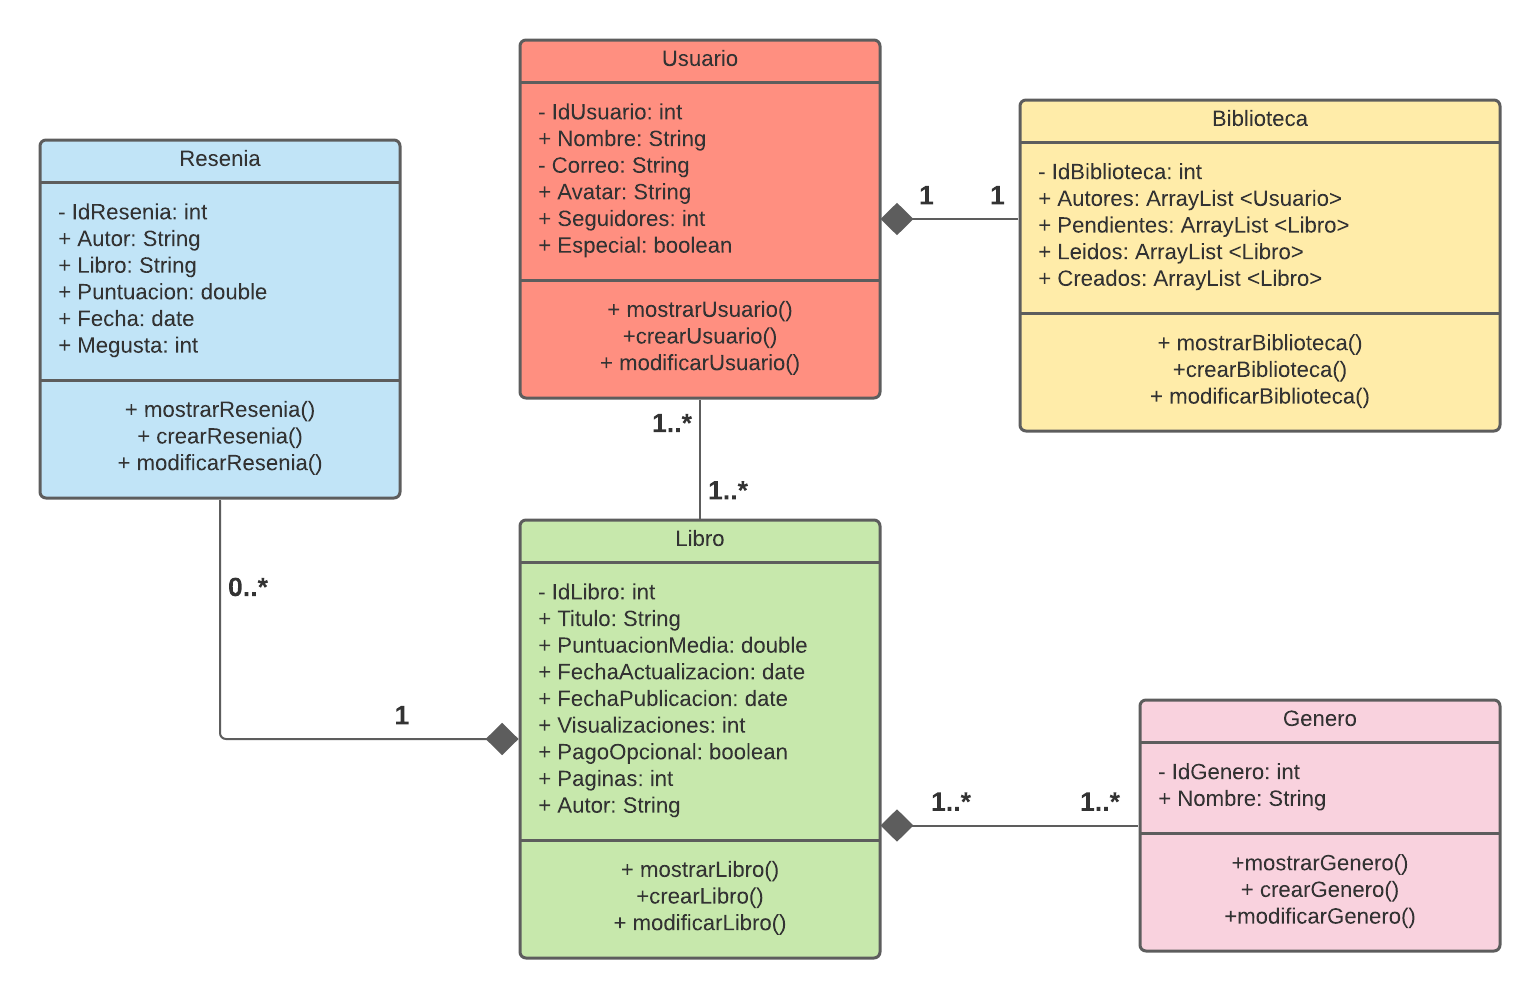 Usuario
- IdUsuario: int
+ Nombre: String
- Correo: String
+ Avatar: String
+ Seguidores: int
+ Especial: boolean
+ mostrarUsuario()
+crearUsuario()
+ modificarUsuario()
Biblioteca
- IdBiblioteca: int
+ Autores: ArrayList <Usuario>
+ Pendientes: ArrayList <Libro>
+ Leidos: ArrayList <Libro>
+ Creados: ArrayList <Libro>
+ mostrarBiblioteca()
+crearBiblioteca()
+ modificarBiblioteca()
Resenia
- IdResenia: int
+ Autor: String
+ Libro: String
+ Puntuacion: double
+ Fecha: date
+ Megusta: int
+ mostrarResenia()
+ crearResenia()
+ modificarResenia()
1
1
1..*
1..*
0..*
1
Libro
- IdLibro: int
+ Titulo: String
+ PuntuacionMedia: double
+ FechaActualizacion: date
+ FechaPublicacion: date
+ Visualizaciones: int
+ PagoOpcional: boolean
+ Paginas: int
+ Autor: String
+ mostrarLibro()
+crearLibro()
+ modificarLibro()
1..*
1..*
Genero
- IdGenero: int
+ Nombre: String
+mostrarGenero()
+ crearGenero()
+modificarGenero()